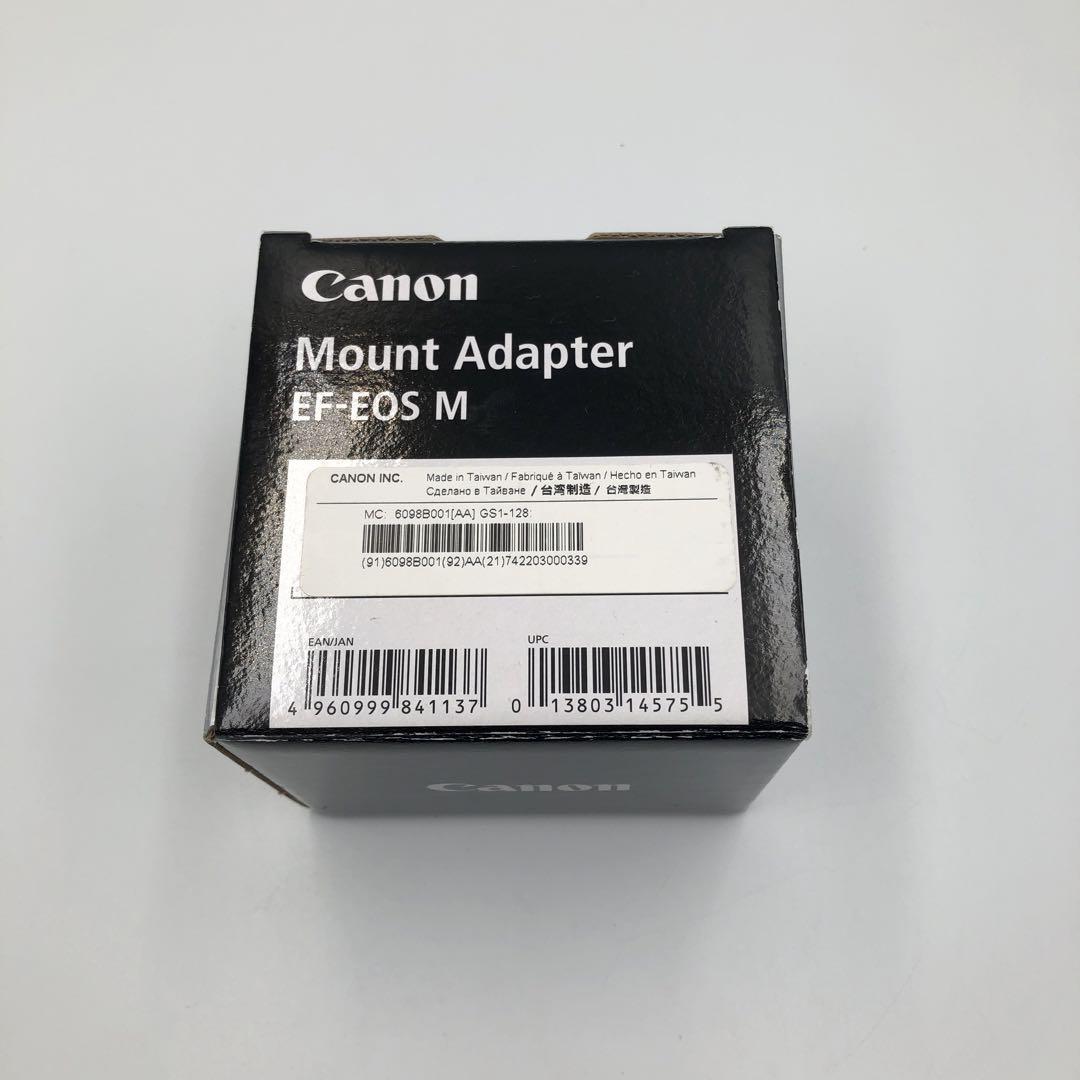 Canon
Mount Adapter
EF-EOS M
CANON INC. Made in Taiwan / Fabriqué à Taïwan / Hecho en Taiwan
Сделано в Тайване / 台湾制造 / 台灣製造
MC: 6098B001[AA] GS1-128:
(91)6098B001(92)AA(21)742203000339
EAN/JAN UPC
4 960999 841137 0 13803 14575 5
Canon